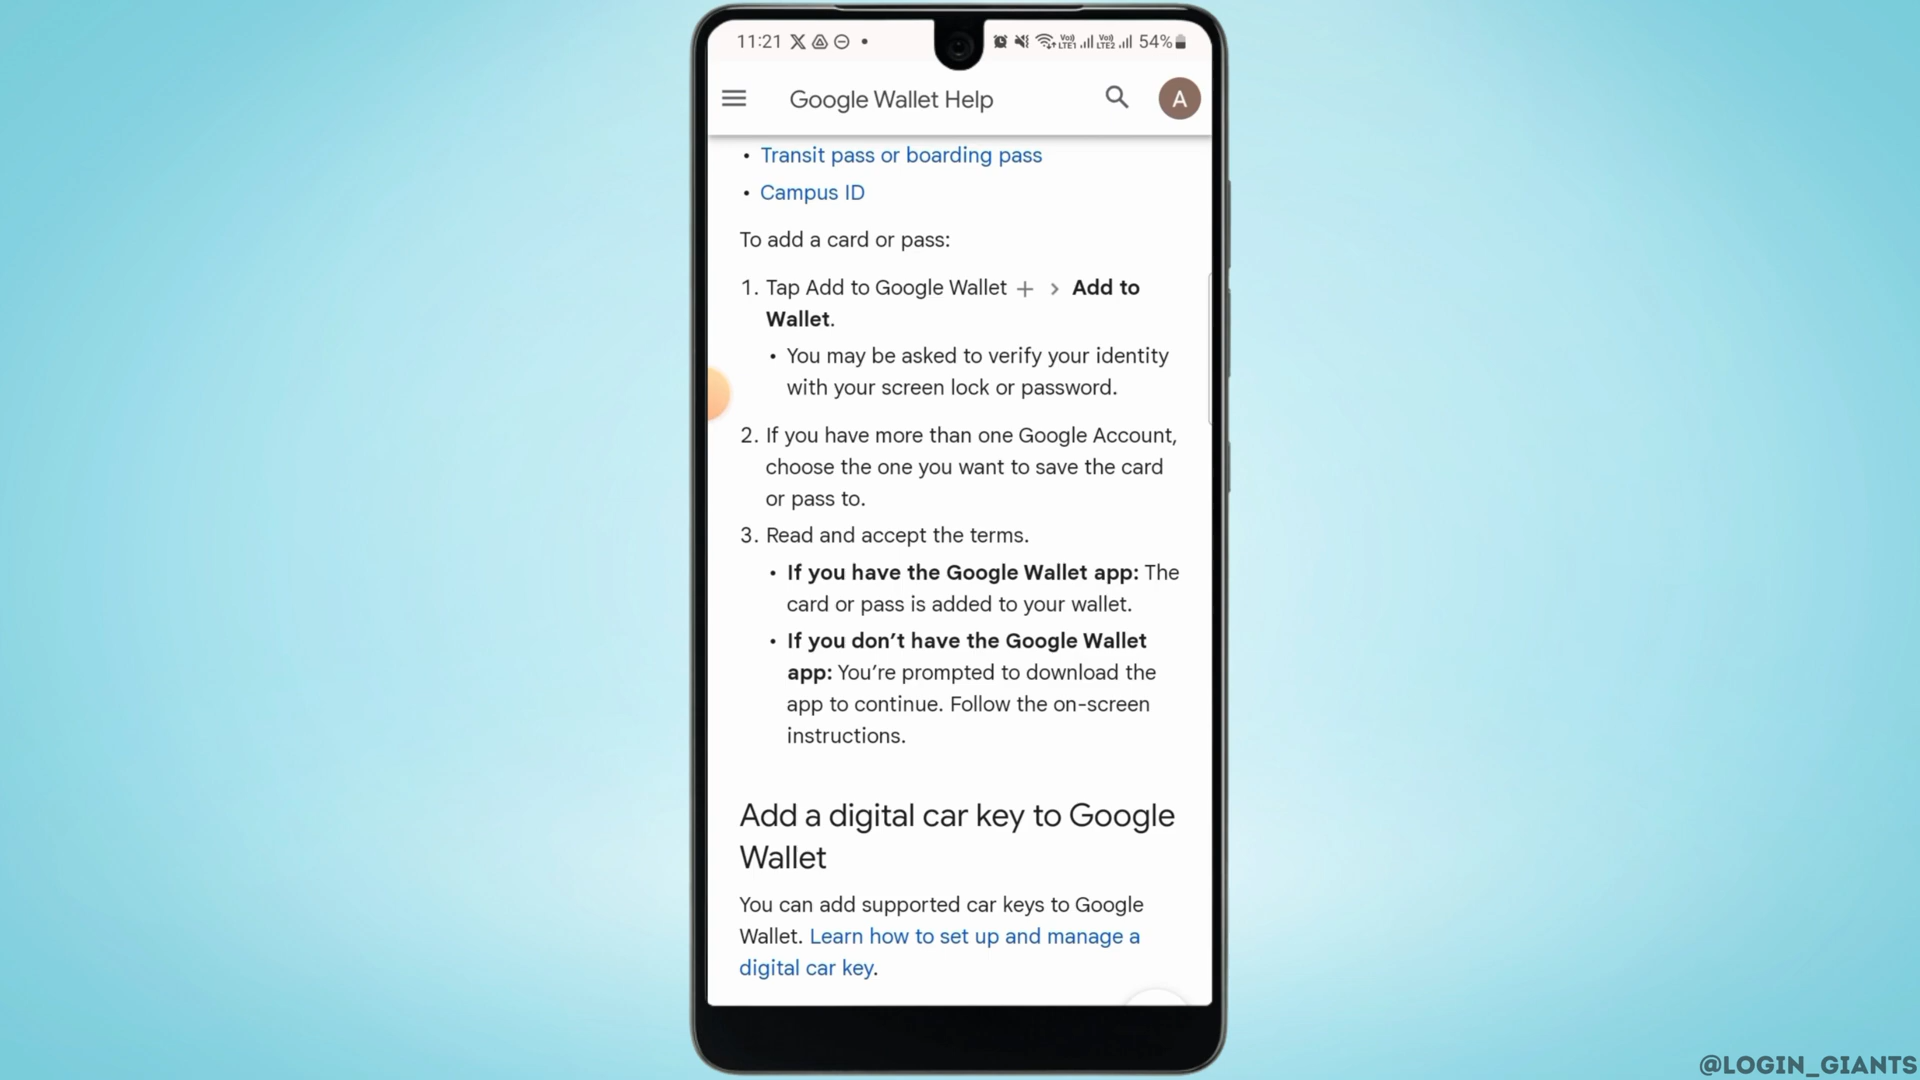 11:21 54%
Google Wallet Help A
• Transit pass or boarding pass
• Campus ID
To add a card or pass:
1. Tap Add to Google Wallet + > Add to
Wallet.
• You may be asked to verify your identity
with your screen lock or password.
2. If you have more than one Google Account,
choose the one you want to save the card
or pass to.
3. Read and accept the terms.
• If you have the Google Wallet app: The
card or pass is added to your wallet.
• If you don’t have the Google Wallet
app: You’re prompted to download the
app to continue. Follow the on-screen
instructions.
Add a digital car key to Google
Wallet
You can add supported car keys to Google
Wallet. Learn how to set up and manage a
digital car key.
@LOGIN_GIANTS